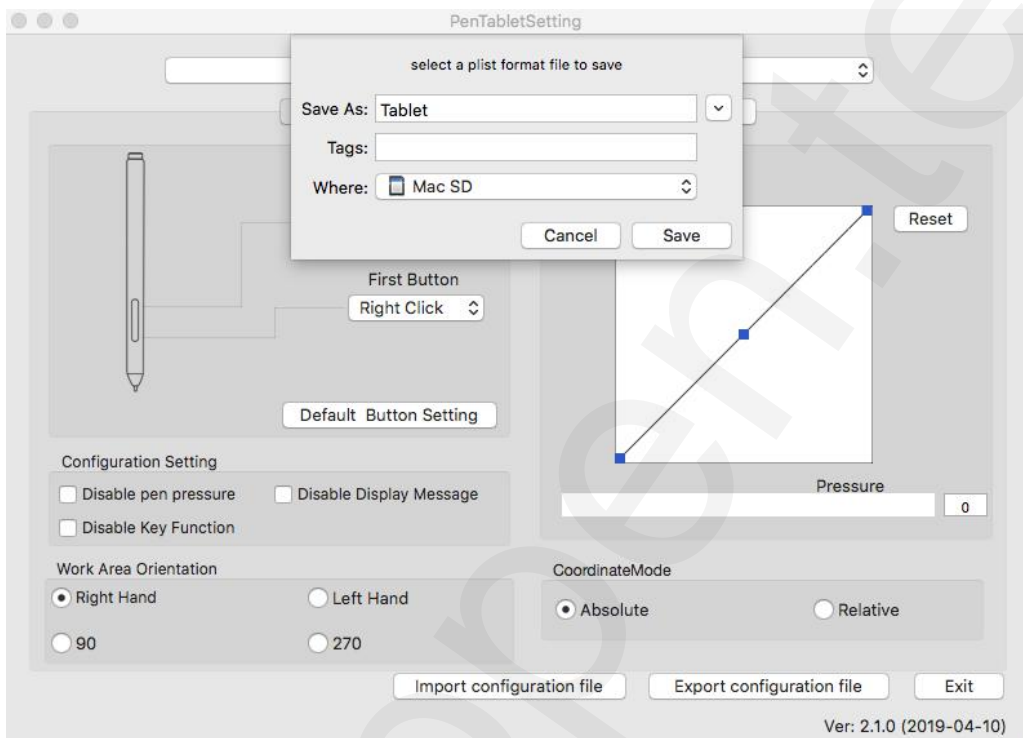 PenTabletSetting
select a plist format file to save
Save As: Tablet
Tags:
Where: Mac SD
Cancel Save
Reset
First Button
Right Click
Default Button Setting
Configuration Setting
Disable pen pressure Disable Display Message
Disable Key Function
Pressure
0
Work Area Orientation
Right Hand Left Hand
90 270
CoordinateMode
Absolute Relative
Import configuration file Export configuration file Exit
Ver: 2.1.0 (2019-04-10)